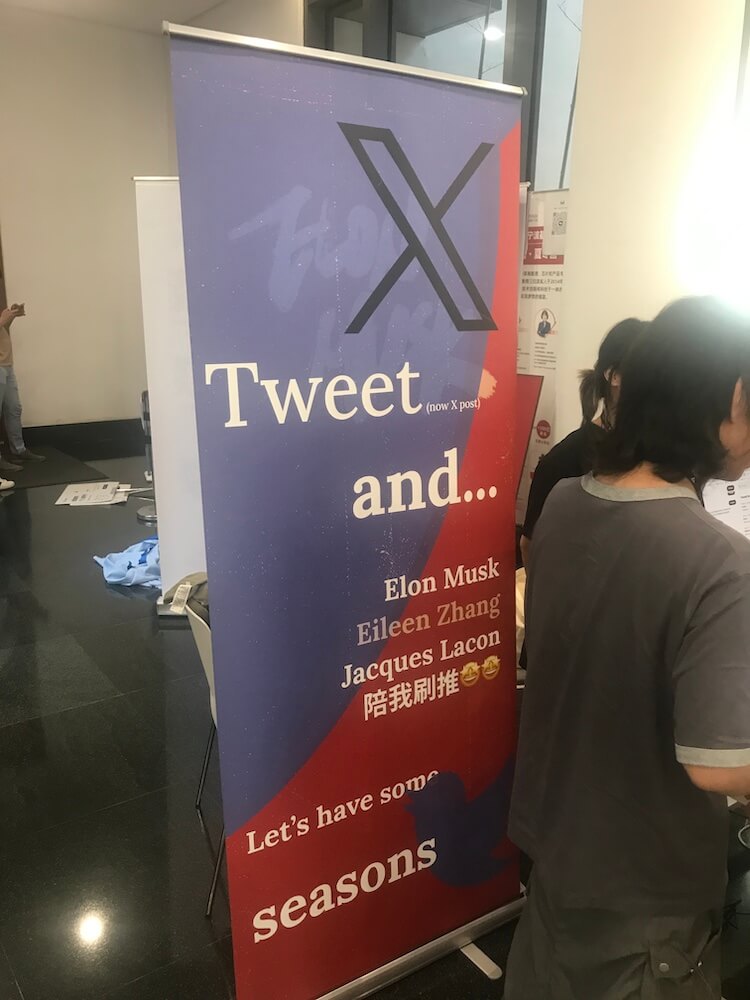 X
Tweet (now X post)
and...
Elon Musk
Eileen Zhang
Jacques Lacon
陪我刷推🤩🤩
Let's have some
seasons